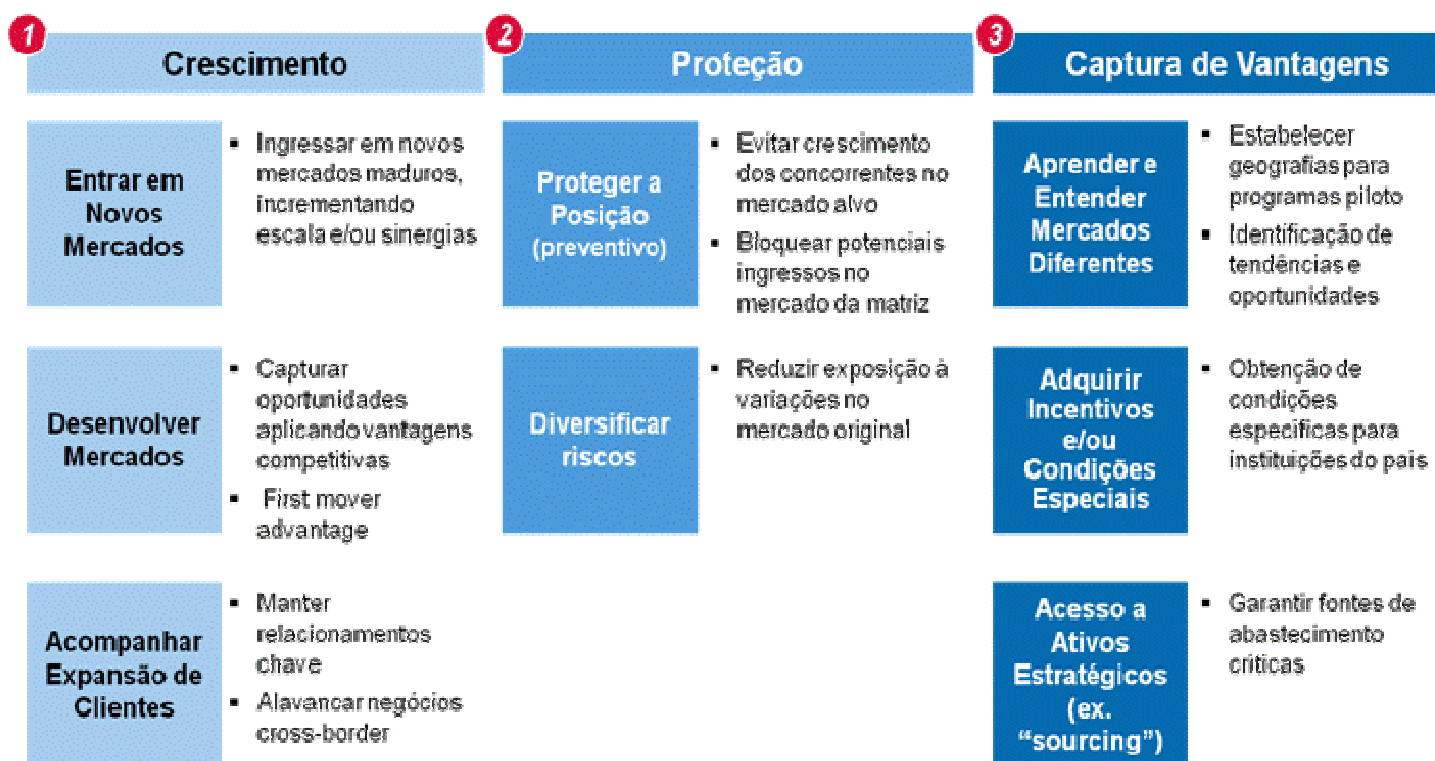 1
Crescimento
Entrar em
Novos
Mercados
▪ Ingressar em novos
mercados maduros,
incrementando
escala e/ou sinergias
Desenvolver
Mercados
▪ Capturar
oportunidades
aplicando vantagens
competitivas
▪ First mover
advantage
Acompanhar
Expansão de
Clientes
▪ Manter
relacionamentos
chave
▪ Alavancar negócios
cross-border
2
Proteção
Proteger a
Posição
(preventivo)
▪ Evitar crescimento
dos concorrentes no
mercado alvo
▪ Bloquear potenciais
ingressos no
mercado da matriz
Diversificar
riscos
▪ Reduzir exposição à
variações no
mercado original
3
Captura de Vantagens
Aprender e
Entender
Mercados
Diferentes
▪ Estabelecer
geografias para
programas piloto
▪ Identificação de
tendências e
oportunidades
Adquirir
Incentivos
e/ou
Condições
Especiais
▪ Obtenção de
condições
especificas para
instituições do pais
Acesso a
Ativos
Estratégicos
(ex.
“sourcing”)
▪ Garantir fontes de
abastecimento
críticas